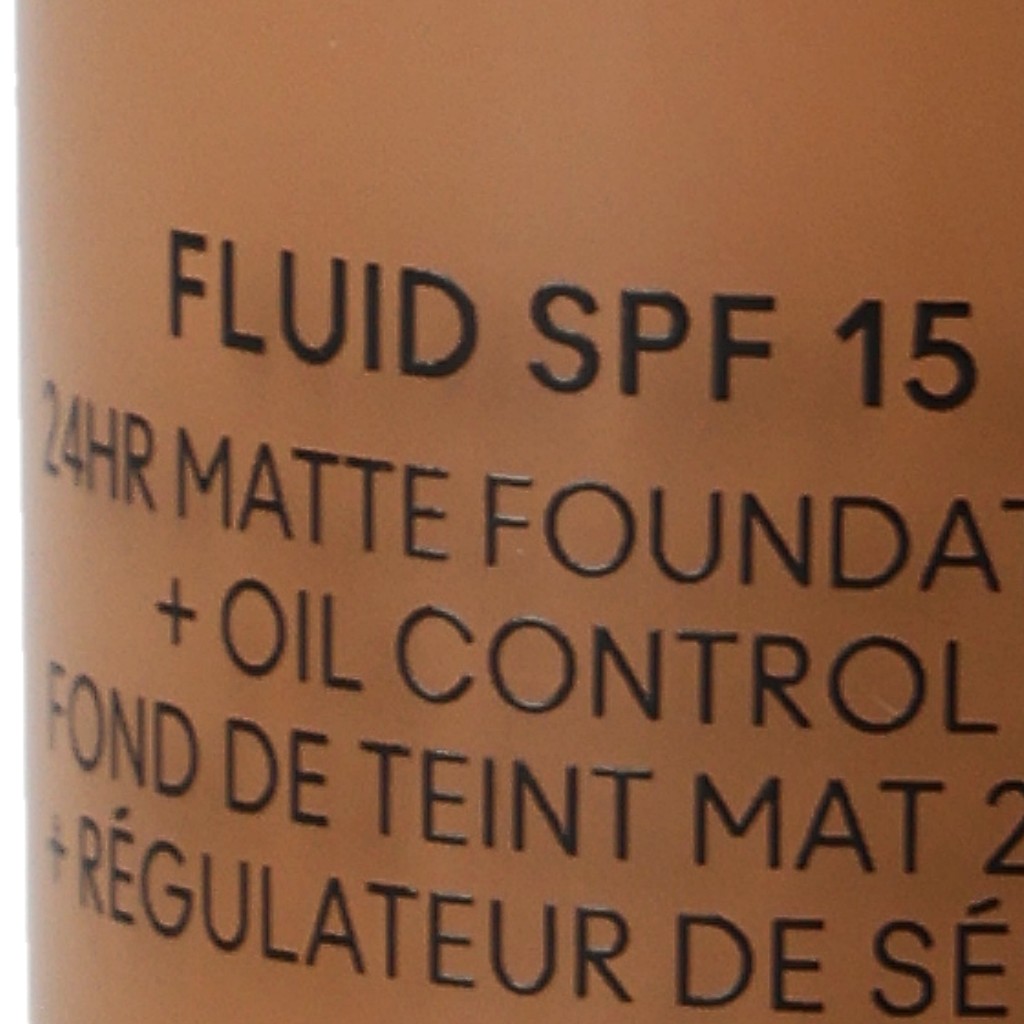 FLUID SPF 15
24HR MATTE FOUNDAT
+ OIL CONTROL
FOND DE TEINT MAT 2
+ RÉGULATEUR DE SÉ